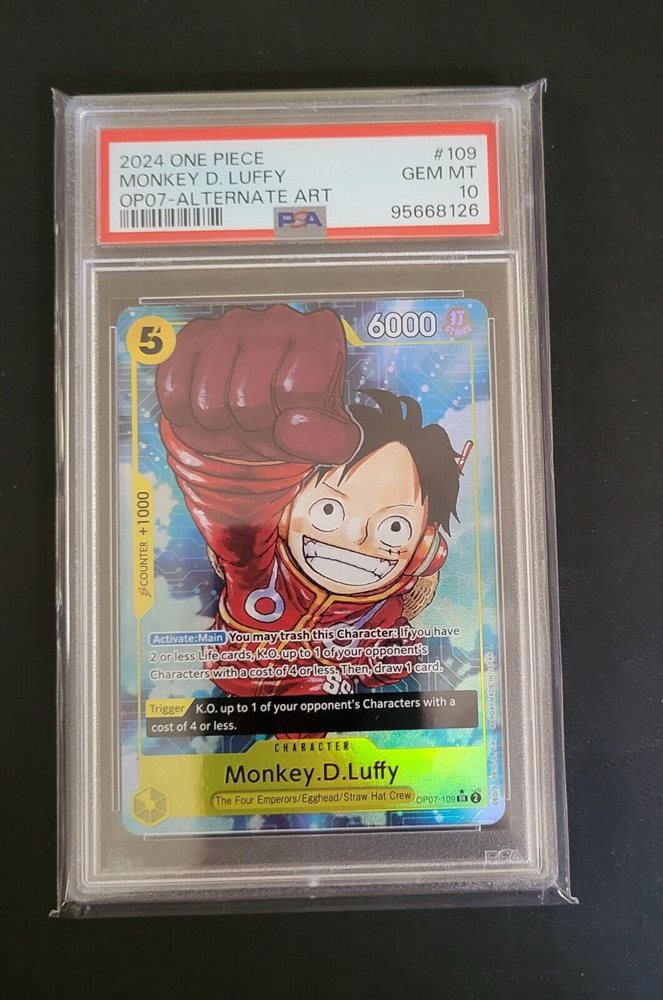 2024 ONE PIECE #109
MONKEY D. LUFFY GEM MT
OP07-ALTERNATE ART 10
PSA 95668126
5 6000 打
STRIKE
COUNTER +1000
Activate:Main You may trash this Character: If you have
2 or less Life cards, K.O. up to 1 of your opponent's
Characters with a cost of 4 or less. Then, draw 1 card.
Trigger K.O. up to 1 of your opponent's Characters with a
cost of 4 or less.
CHARACTER
Monkey.D.Luffy
The Four Emperors/Egghead/Straw Hat Crew OP07-109 SR 2
PSA